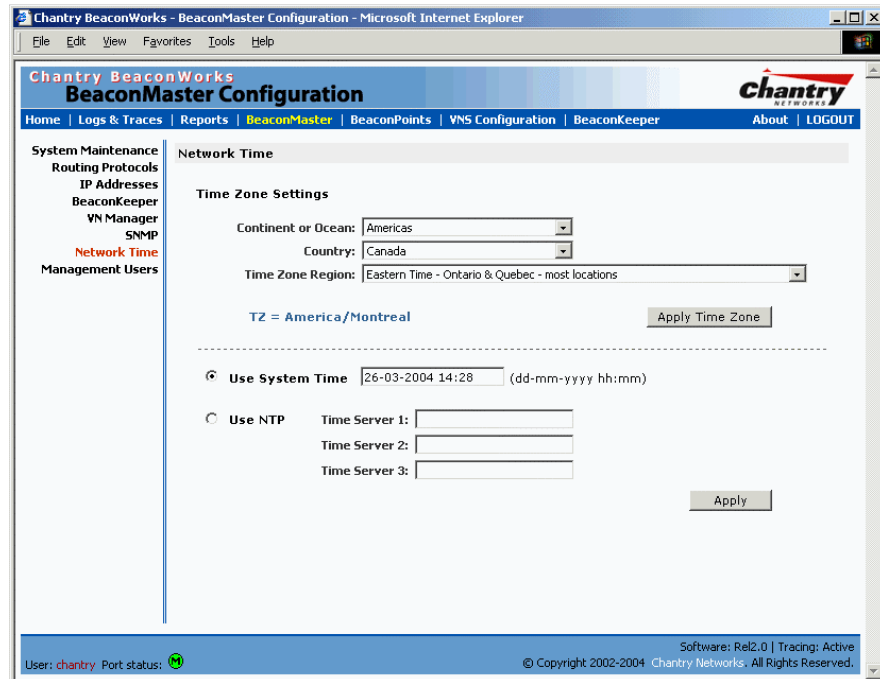 Chantry BeaconWorks - BeaconMaster Configuration - Microsoft Internet Explorer
File Edit View Favorites Tools Help
Chantry BeaconWorks
BeaconMaster Configuration
Chantry
NETWORKS
Home | Logs & Traces | Reports | BeaconMaster | BeaconPoints | VNS Configuration | BeaconKeeper About | LOGOUT
System Maintenance
Routing Protocols
IP Addresses
BeaconKeeper
VN Manager
SNMP
Network Time
Management Users
Network Time
Time Zone Settings
Continent or Ocean: Americas
Country: Canada
Time Zone Region: Eastern Time - Ontario & Quebec - most locations
TZ = America/Montreal
Apply Time Zone
Use System Time 26-03-2004 14:28 (dd-mm-yyyy hh:mm)
Use NTP Time Server 1:
Time Server 2:
Time Server 3:
Apply
Software: Rel2.0 | Tracing: Active
User: chantry Port status: M
© Copyright 2002-2004 Chantry Networks. All Rights Reserved.